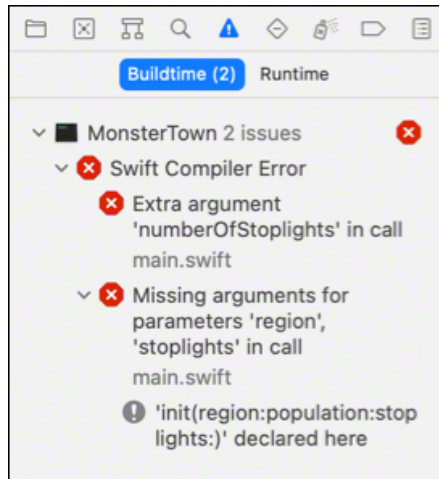 Buildtime (2) Runtime
MonsterTown 2 issues
Swift Compiler Error
Extra argument
'numberOfStoplights' in call
main.swift
Missing arguments for
parameters 'region',
'stoplights' in call
main.swift
'init(region:population:stop
lights:)' declared here